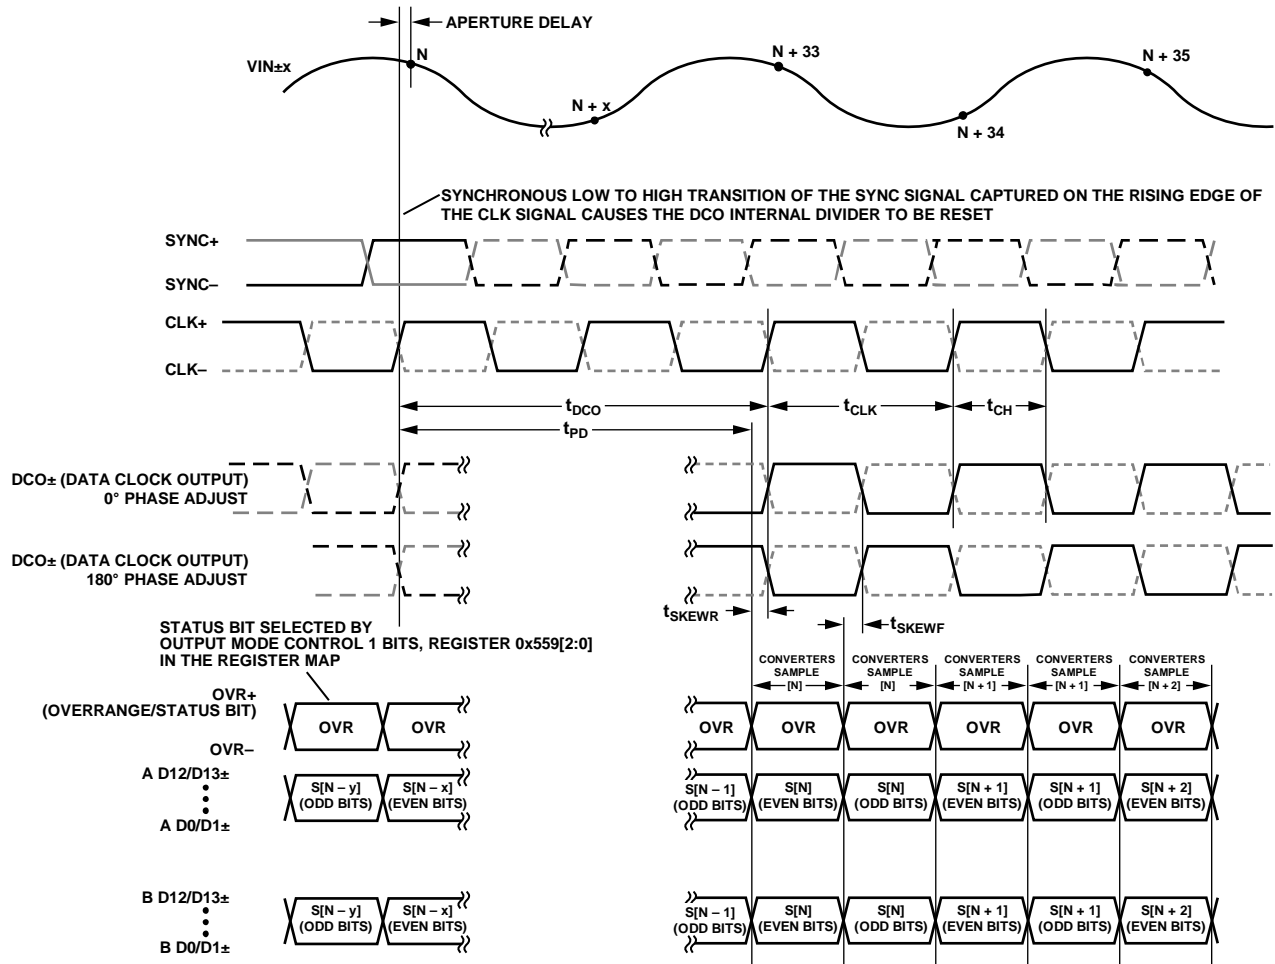 APERTURE DELAY
VIN±x
N
N + x
N + 33
N + 34
N + 35
SYNCHRONOUS LOW TO HIGH TRANSITION OF THE SYNC SIGNAL CAPTURED ON THE RISING EDGE OF
THE CLK SIGNAL CAUSES THE DCO INTERNAL DIVIDER TO BE RESET
SYNC+
SYNC–
CLK+
CLK–
tDCO
tCLK
tCH
tPD
DCO± (DATA CLOCK OUTPUT)
0° PHASE ADJUST
DCO± (DATA CLOCK OUTPUT)
180° PHASE ADJUST
tSKEWR
tSKEWF
STATUS BIT SELECTED BY
OUTPUT MODE CONTROL 1 BITS, REGISTER 0x559[2:0]
IN THE REGISTER MAP
CONVERTERS
SAMPLE
[N]
CONVERTERS
SAMPLE
[N]
CONVERTERS
SAMPLE
[N + 1]
CONVERTERS
SAMPLE
[N + 1]
CONVERTERS
SAMPLE
[N + 2]
OVR+
(OVERRANGE/STATUS BIT)
OVR–
OVR OVR OVR OVR OVR OVR OVR OVR
A D12/D13±
A D0/D1±
S[N – y]
(ODD BITS)
S[N – x]
(EVEN BITS)
S[N – 1]
(ODD BITS)
S[N]
(EVEN BITS)
S[N]
(ODD BITS)
S[N + 1]
(EVEN BITS)
S[N + 1]
(ODD BITS)
S[N + 2]
(EVEN BITS)
B D12/D13±
B D0/D1±
S[N – y]
(ODD BITS)
S[N – x]
(EVEN BITS)
S[N – 1]
(ODD BITS)
S[N]
(EVEN BITS)
S[N]
(ODD BITS)
S[N + 1]
(EVEN BITS)
S[N + 1]
(ODD BITS)
S[N + 2]
(EVEN BITS)